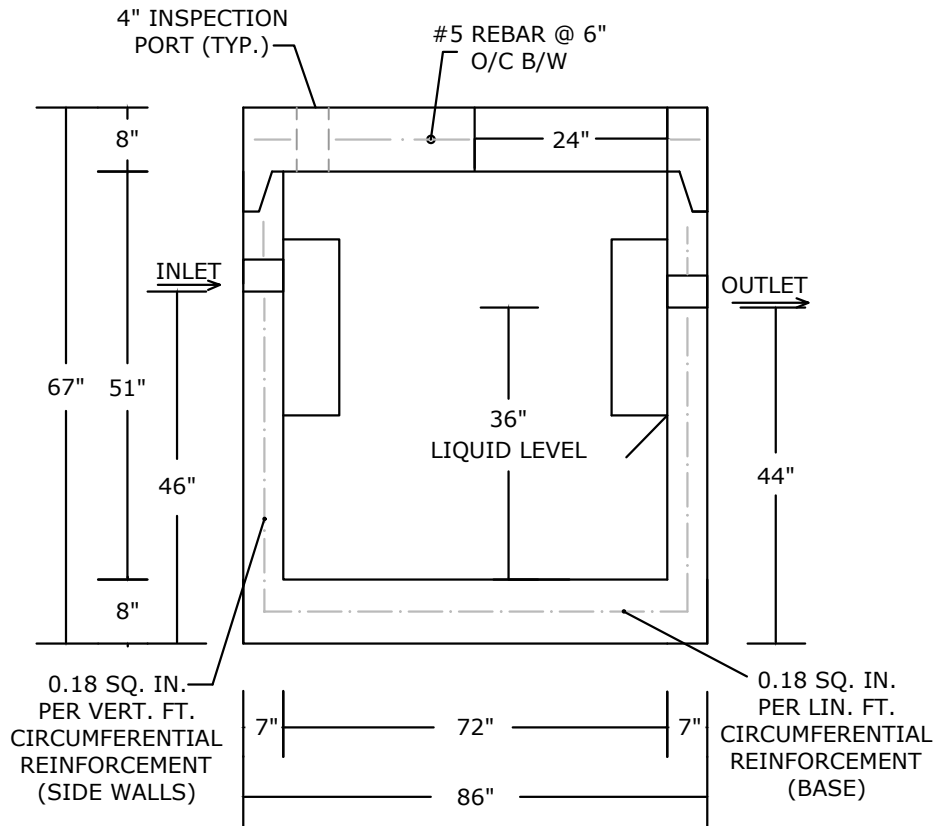 4" INSPECTION
PORT (TYP.)
#5 REBAR @ 6"
O/C B/W
8"
24"
INLET
OUTLET
67"
51"
36"
LIQUID LEVEL
46"
44"
8"
0.18 SQ. IN.
PER VERT. FT.
CIRCUMFERENTIAL
REINFORCEMENT
(SIDE WALLS)
7"
72"
7"
86"
0.18 SQ. IN.
PER LIN. FT.
CIRCUMFERENTIAL
REINFORCEMENT
(BASE)